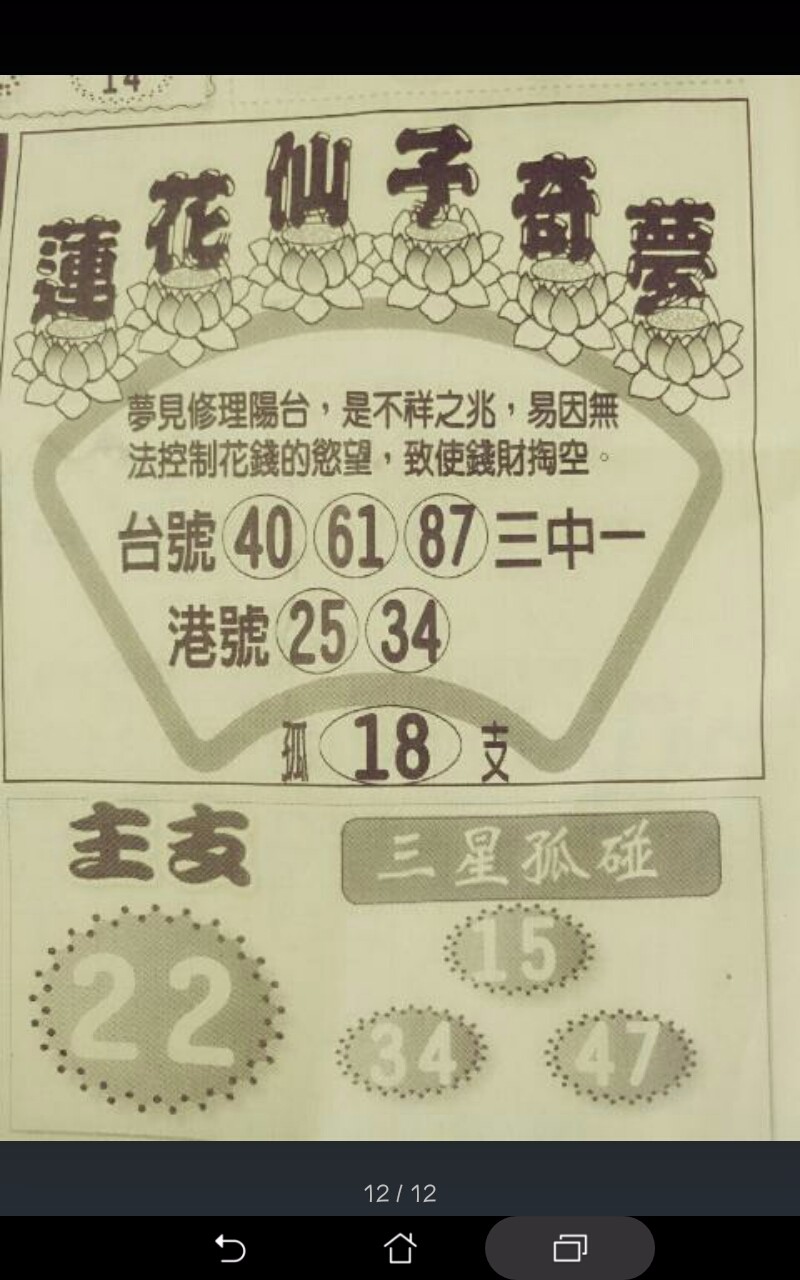 14
蓮花仙子奇夢
夢見修理陽台，是不祥之兆，易因無
法控制花錢的慾望，致使錢財掏空。
台號 40 61 87 三中一
港號 25 34
孤 18 支
主支
三星孤碰
22
15
34 47
12 / 12